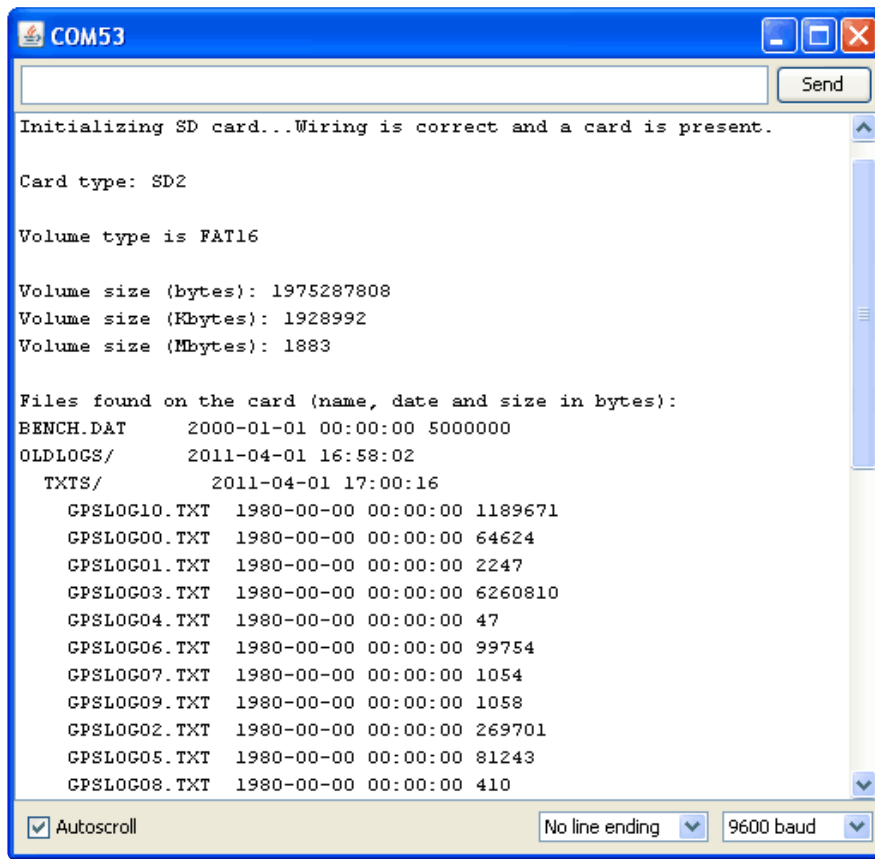 COM53
Send
Initializing SD card...Wiring is correct and a card is present.
Card type: SD2
Volume type is FAT16
Volume size (bytes): 1975287808
Volume size (Kbytes): 1928992
Volume size (Mbytes): 1883
Files found on the card (name, date and size in bytes):
BENCH.DAT 2000-01-01 00:00:00 5000000
OLDLOGS/ 2011-04-01 16:58:02
TXTS/ 2011-04-01 17:00:16
GPSLOG10.TXT 1980-00-00 00:00:00 1189671
GPSLOG00.TXT 1980-00-00 00:00:00 64624
GPSLOG01.TXT 1980-00-00 00:00:00 2247
GPSLOG03.TXT 1980-00-00 00:00:00 6260810
GPSLOG04.TXT 1980-00-00 00:00:00 47
GPSLOG06.TXT 1980-00-00 00:00:00 99754
GPSLOG07.TXT 1980-00-00 00:00:00 1054
GPSLOG09.TXT 1980-00-00 00:00:00 1058
GPSLOG02.TXT 1980-00-00 00:00:00 269701
GPSLOG05.TXT 1980-00-00 00:00:00 81243
GPSLOG08.TXT 1980-00-00 00:00:00 410
Autoscroll No line ending 9600 baud